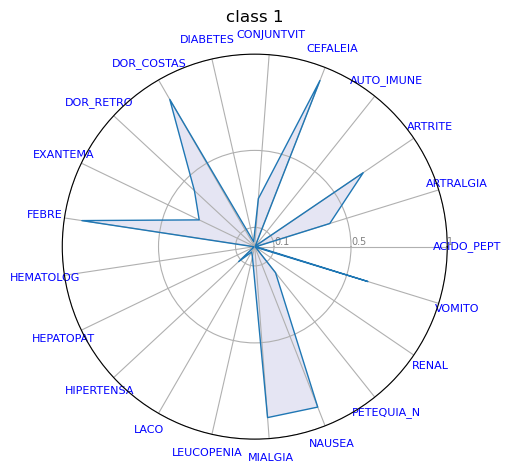 class 1
CONJUNTVIT
DIABETES
CEFALEIA
DOR_COSTAS
AUTO_IMUNE
DOR_RETRO
ARTRITE
EXANTEMA
ARTRALGIA
FEBRE
0.1
0.5
1
ACIDO_PEPT
HEMATOLOG
VOMITO
HEPATOPAT
RENAL
HIPERTENSA
PETEQUIA_N
LACO
NAUSEA
LEUCOPENIA
MIALGIA